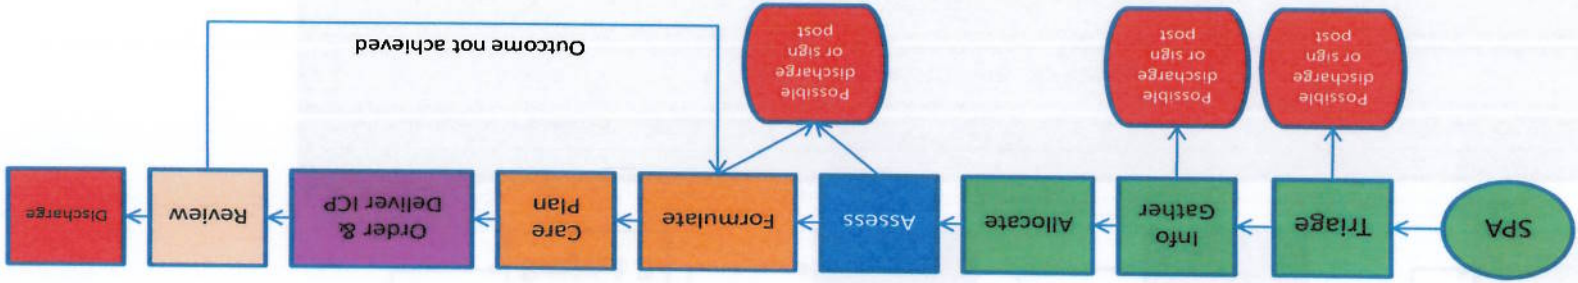 SPA
Triage
Info
Gather
Allocate
Assess
Formulate
Care
Plan
Order &
Deliver ICP
Review
Discharge
Possible
discharge
or sign
post
Possible
discharge
or sign
post
Possible
discharge
or sign
post
Outcome not achieved